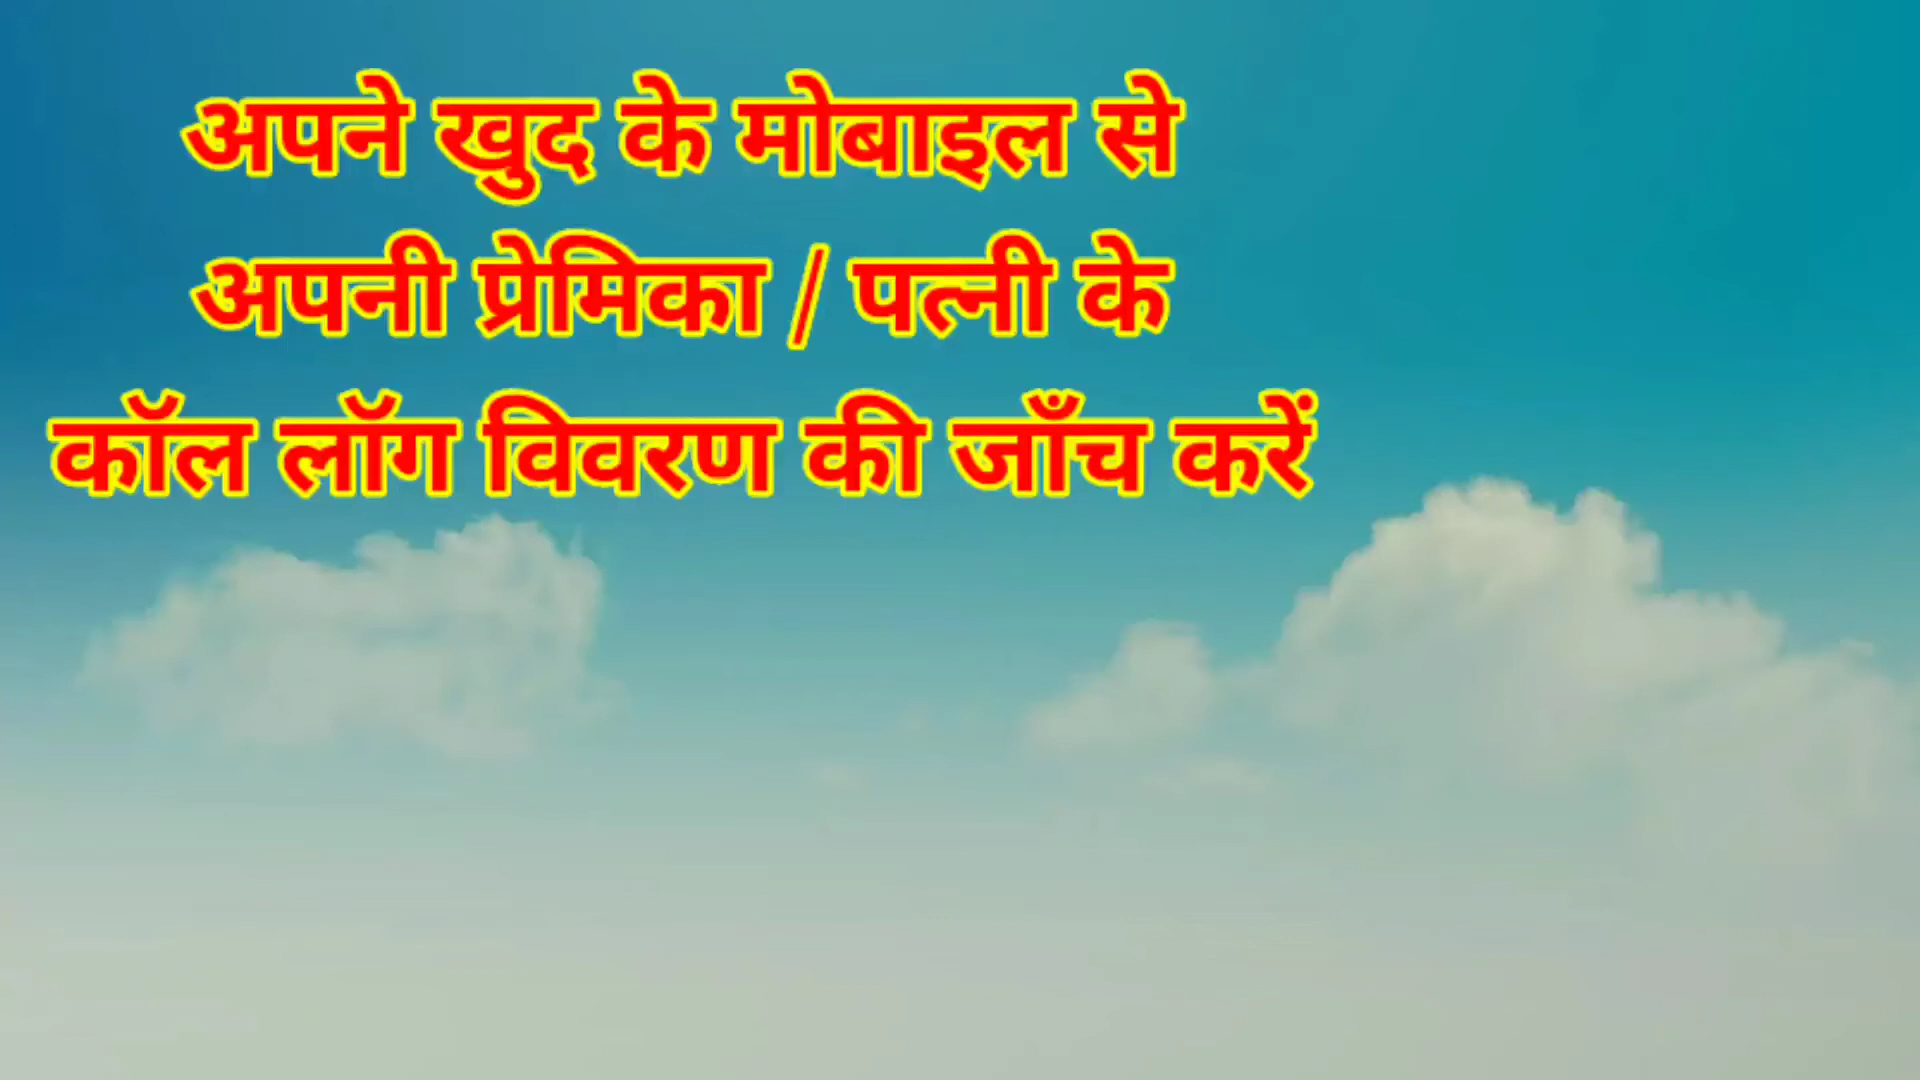 अपने खुद के मोबाइल से
अपनी प्रेमिका / पत्नी के
कॉल लॉग विवरण की जाँच करें